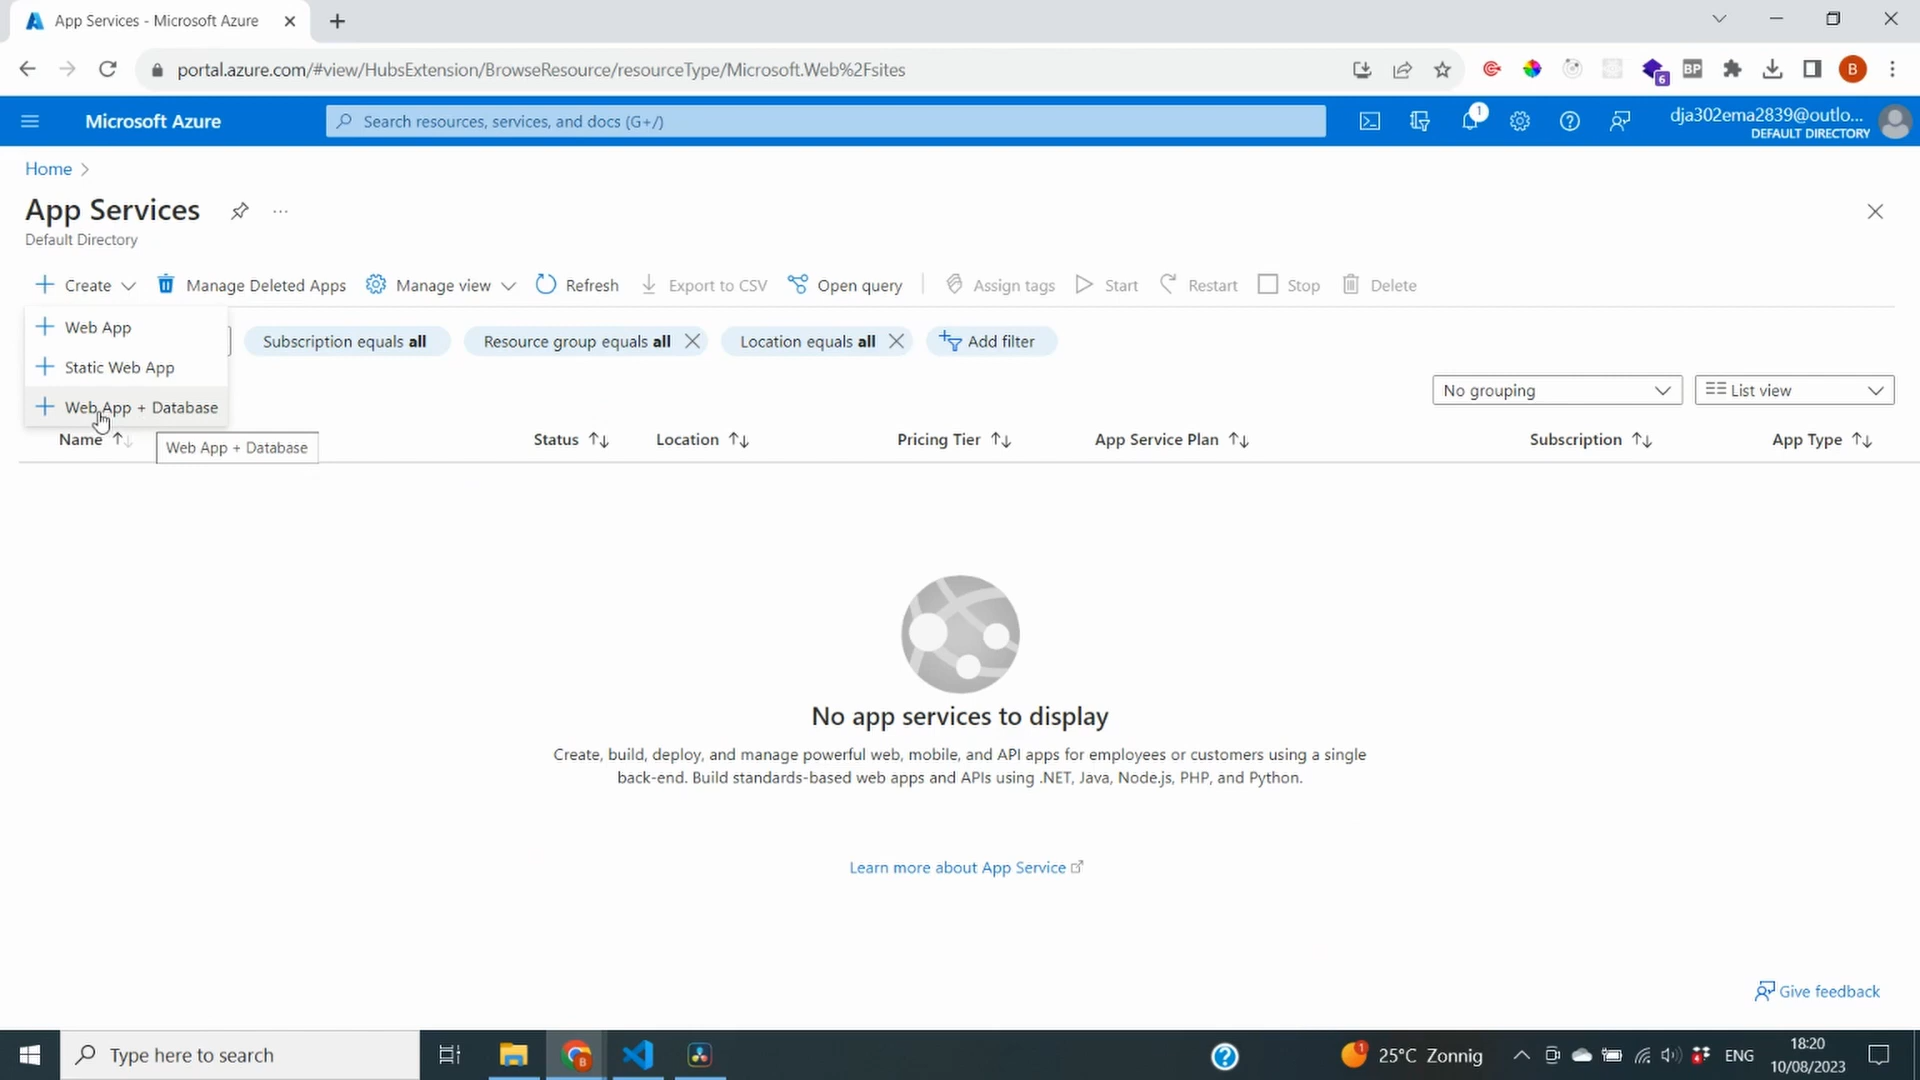 App Services - Microsoft Azure
portal.azure.com/#view/HubsExtension/BrowseResource/resourceType/Microsoft.Web%2Fsites
6
BP
B
Microsoft Azure
Search resources, services, and docs (G+/)
1
dja302ema2839@outlo...
DEFAULT DIRECTORY
Home
App Services
Default Directory
Create
Manage Deleted Apps
Manage view
Refresh
Export to CSV
Open query
Assign tags
Start
Restart
Stop
Delete
Web App
Static Web App
Web App + Database
Subscription equals all
Resource group equals all
Location equals all
Add filter
No grouping
List view
Name
Web App + Database
Status
Location
Pricing Tier
App Service Plan
Subscription
App Type
No app services to display
Create, build, deploy, and manage powerful web, mobile, and API apps for employees or customers using a single
back-end. Build standards-based web apps and APIs using .NET, Java, Node.js, PHP, and Python.
Learn more about App Service
Give feedback
Type here to search
B
1
25°C Zonnig
ENG
18:20
10/08/2023